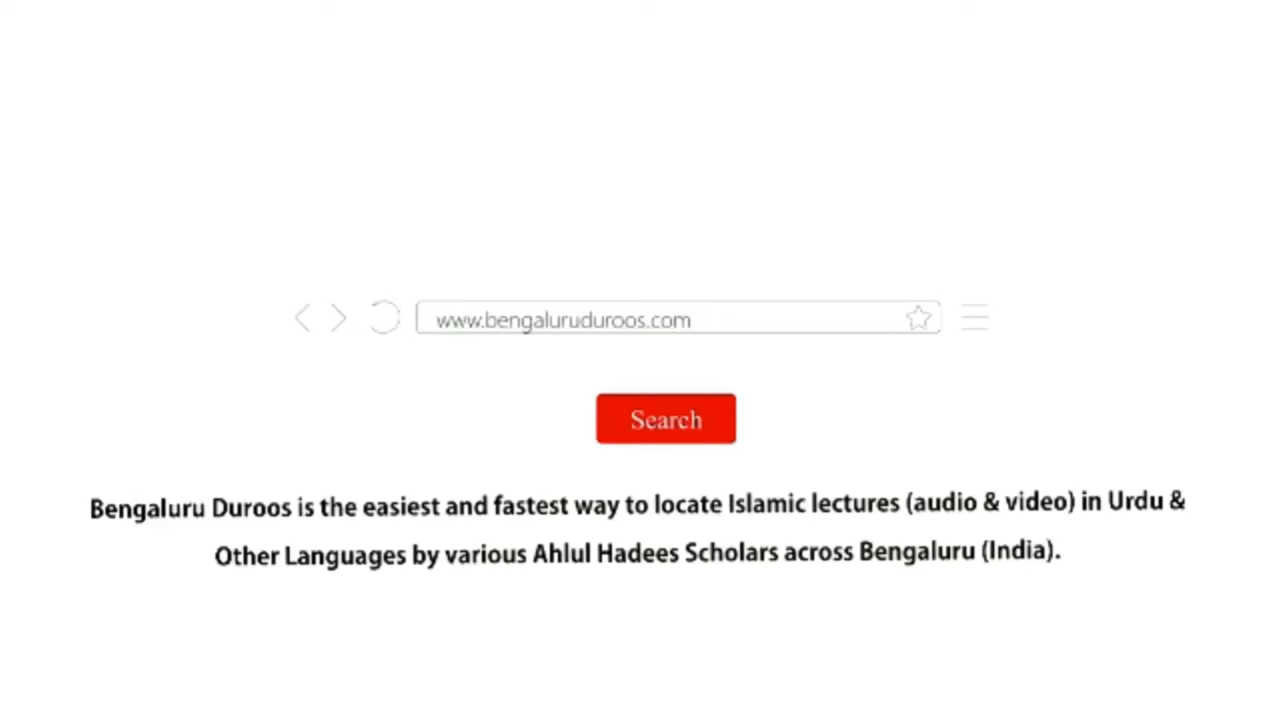 www.bengaluruduroos.com
Search
Bengaluru Duroos is the easiest and fastest way to locate Islamic lectures (audio & video) in Urdu &
Other Languages by various Ahlul Hadees Scholars across Bengaluru (India).